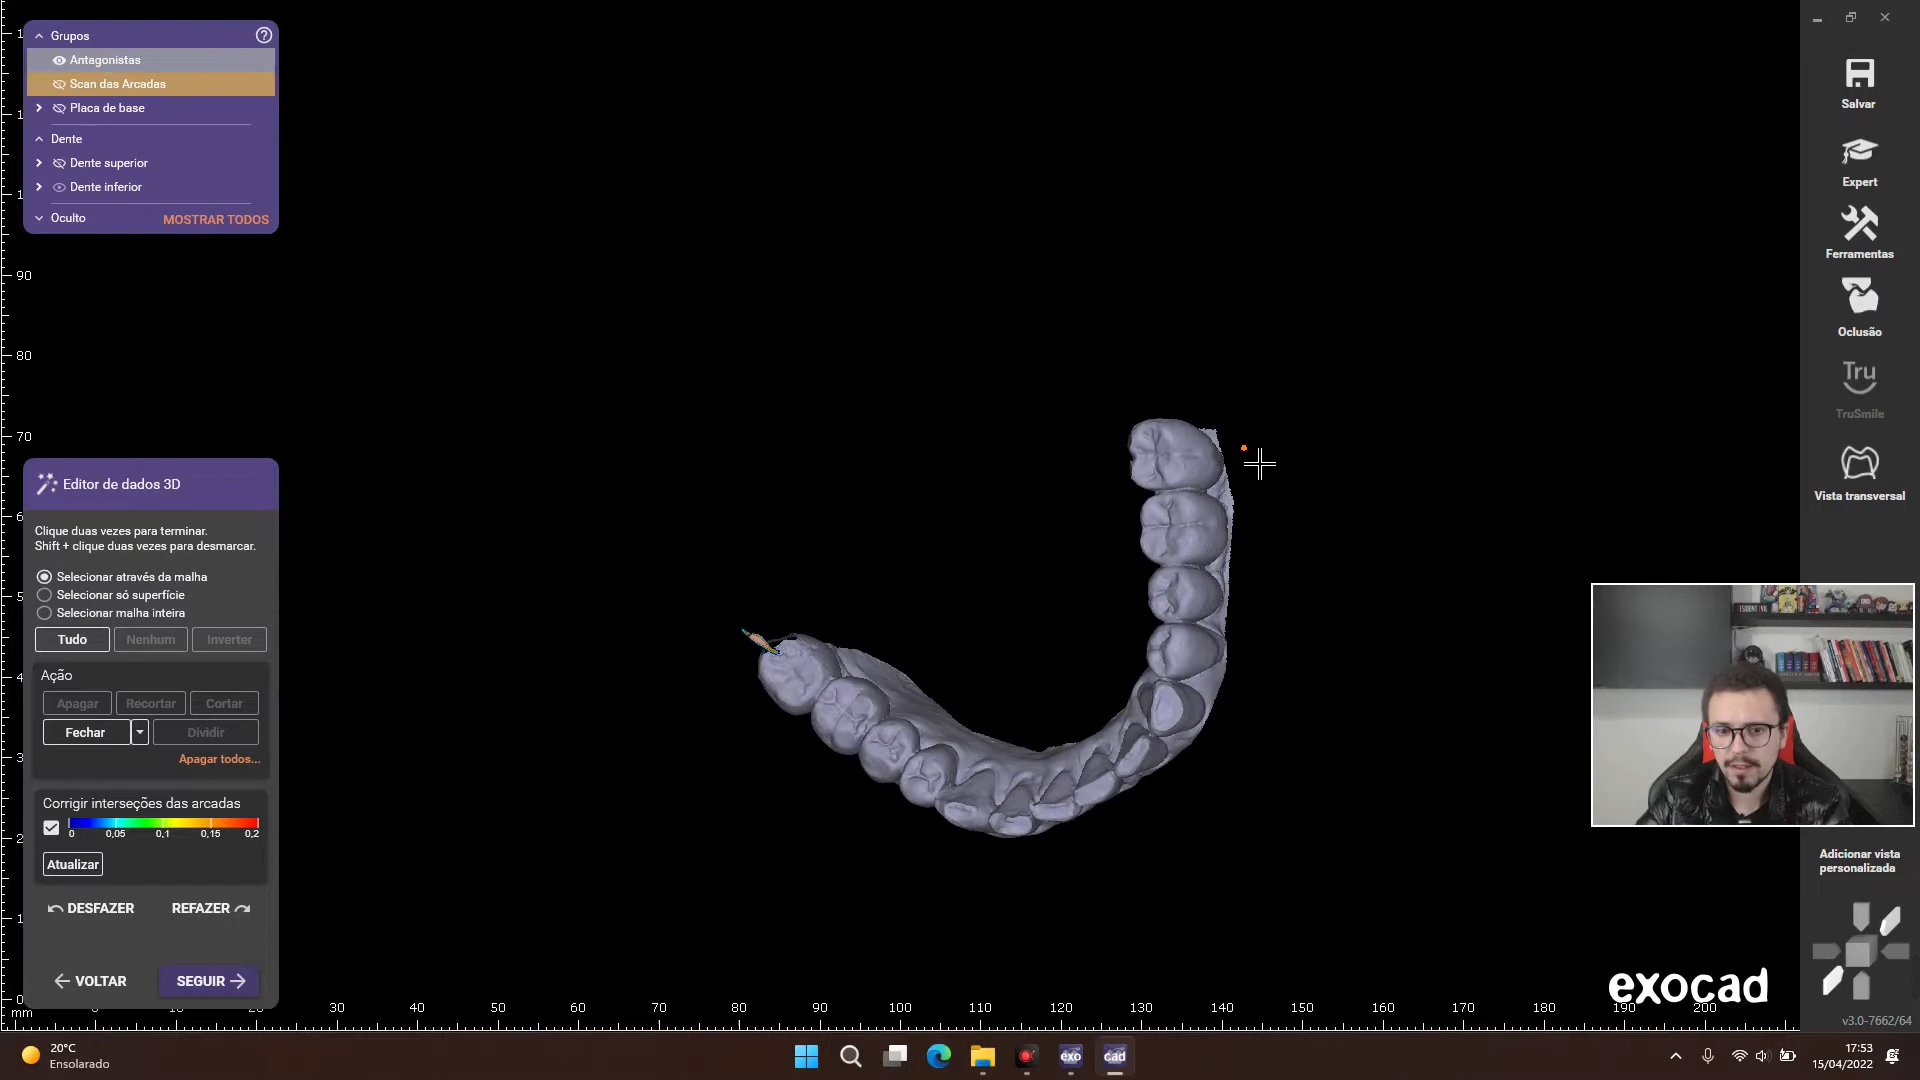 Grupos
?
Antagonistas
Scan das Arcadas
Placa de base
Dente
Dente superior
Dente inferior
Oculto
MOSTRAR TODOS
90
80
70
Editor de dados 3D
Clique duas vezes para terminar.
Shift + clique duas vezes para desmarcar.
Selecionar através da malha
Selecionar só superfície
Selecionar malha inteira
Tudo
Nenhum
Inverter
Ação
Apagar
Recortar
Cortar
Fechar
Dividir
Apagar todos...
Corrigir interseções das arcadas
0 0,05 0,1 0,15 0,2
Atualizar
DESFAZER
REFAZER
VOLTAR
SEGUIR
mm
30 40 50 60 70 80 90 100 110 120 130 140 150 160 170 180 190 200
Salvar
Expert
Ferramentas
Oclusão
Tru
TruSmile
Vista transversal
RESIDENT EVIL
Adicionar vista
personalizada
exocad
v3.0-7662/64
20°C
Ensolarado
exo
cad
17:53
15/04/2022